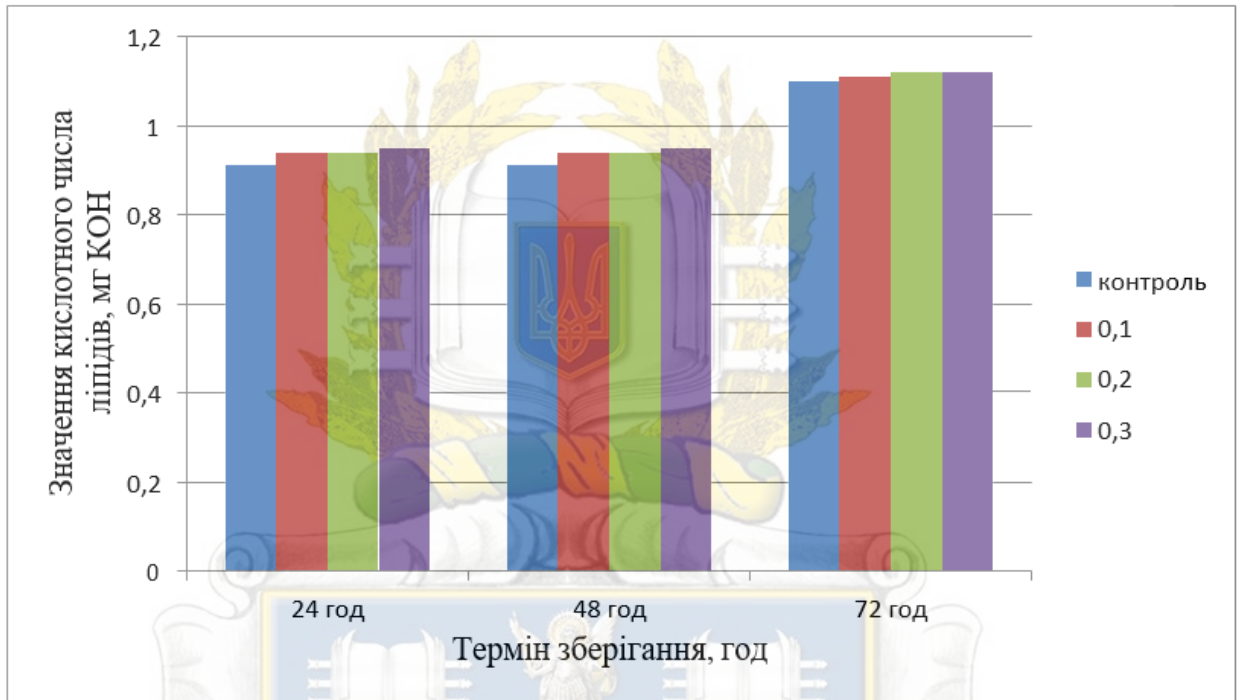 1,2
1
0,8
0,6
0,4
0,2
0
Значення кислотного числа
ліпідів, мг КОН
24 год
48 год
72 год
Термін зберігання, год
контроль
0,1
0,2
0,3